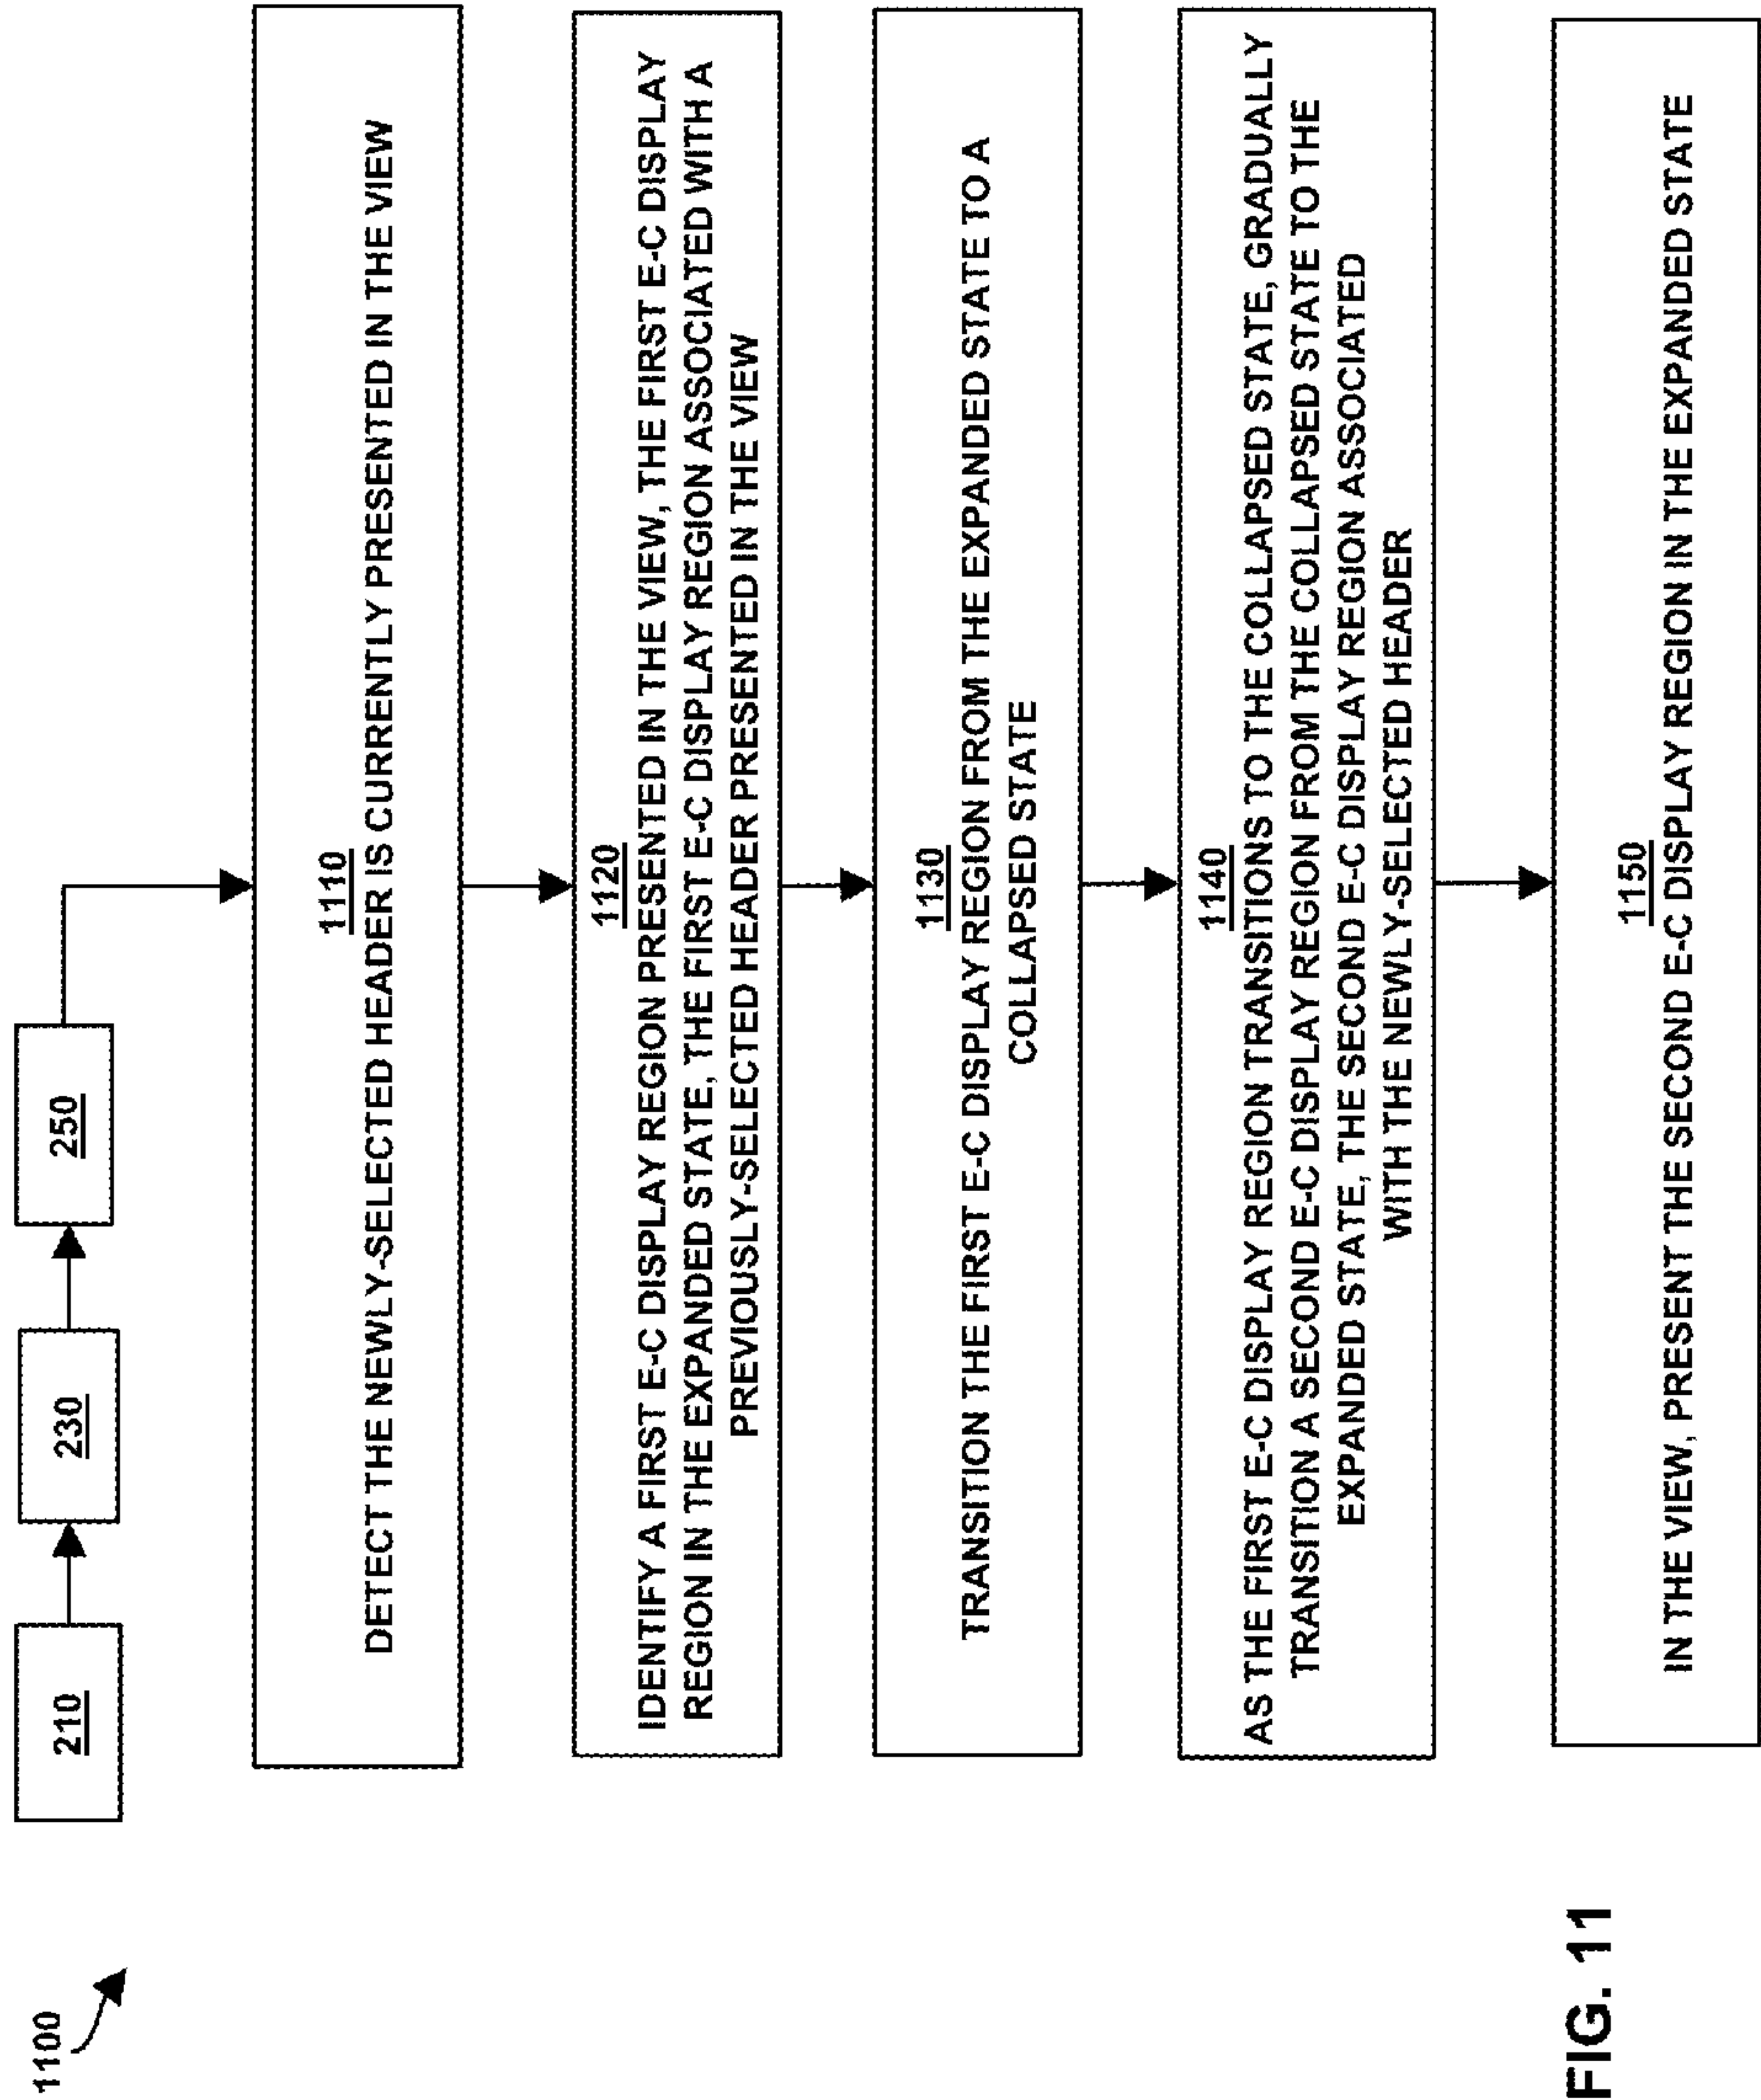 1100
210
230
250
1110
DETECT THE NEWLY-SELECTED HEADER IS CURRENTLY PRESENTED IN THE VIEW
1120
IDENTIFY A FIRST E-C DISPLAY REGION PRESENTED IN THE VIEW, THE FIRST E-C DISPLAY
REGION IN THE EXPANDED STATE, THE FIRST E-C DISPLAY REGION ASSOCIATED WITH A
PREVIOUSLY-SELECTED HEADER PRESENTED IN THE VIEW
1130
TRANSITION THE FIRST E-C DISPLAY REGION FROM THE EXPANDED STATE TO A
COLLAPSED STATE
1140
AS THE FIRST E-C DISPLAY REGION TRANSITIONS TO THE COLLAPSED STATE, GRADUALLY
TRANSITION A SECOND E-C DISPLAY REGION FROM THE COLLAPSED STATE TO THE
EXPANDED STATE, THE SECOND E-C DISPLAY REGION ASSOCIATED
WITH THE NEWLY-SELECTED HEADER
1150
IN THE VIEW, PRESENT THE SECOND E-C DISPLAY REGION IN THE EXPANDED STATE
FIG. 11